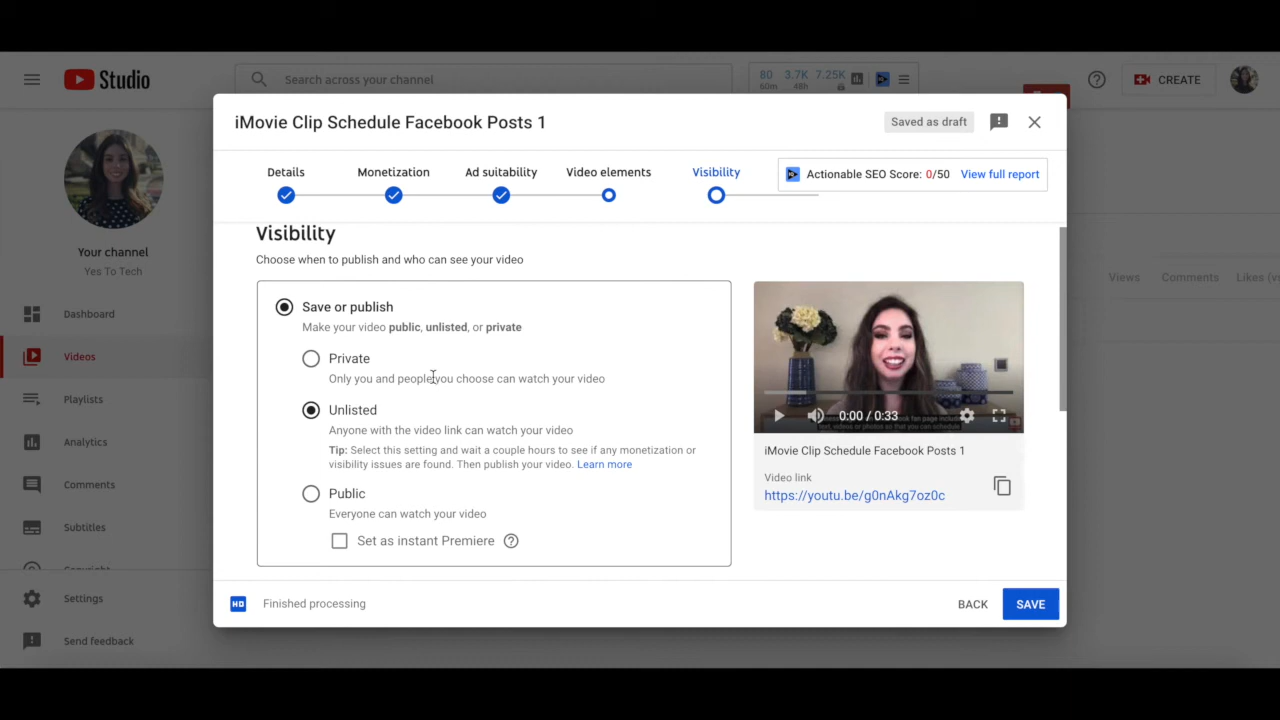 Studio
Search across your channel
80 3.7K 7.25K
60m 48h
CREATE
iMovie Clip Schedule Facebook Posts 1
Saved as draft
Details
Monetization
Ad suitability
Video elements
Visibility
Actionable SEO Score: 0/50 View full report
Your channel
Yes To Tech
Dashboard
Videos
Playlists
Analytics
Comments
Subtitles
Copyright
Settings
Send feedback
Visibility
Choose when to publish and who can see your video
Save or publish
Make your video public, unlisted, or private
Private
Only you and people you choose can watch your video
Unlisted
Anyone with the video link can watch your video
Tip: Select this setting and wait a couple hours to see if any monetization or
visibility issues are found. Then publish your video. Learn more
Public
Everyone can watch your video
Set as instant Premiere
0:00 / 0:33
iMovie Clip Schedule Facebook Posts 1
Video link
https://youtu.be/g0nAkg7oz0c
Views Comments Likes (v
HD Finished processing
BACK SAVE